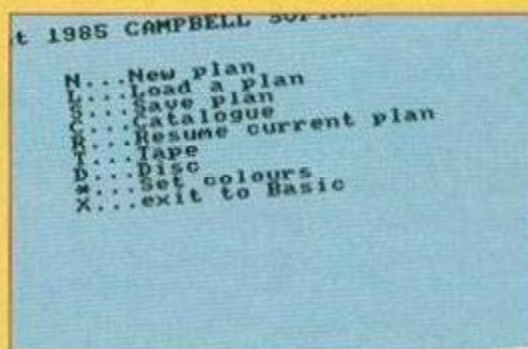 t 1985 CAMPBELL
N...New plan
L...Load a plan
S...Save plan
C...Catalogue
R...Resume current plan
T...Tape
D...Disc
*...Set colours
X...exit to Basic